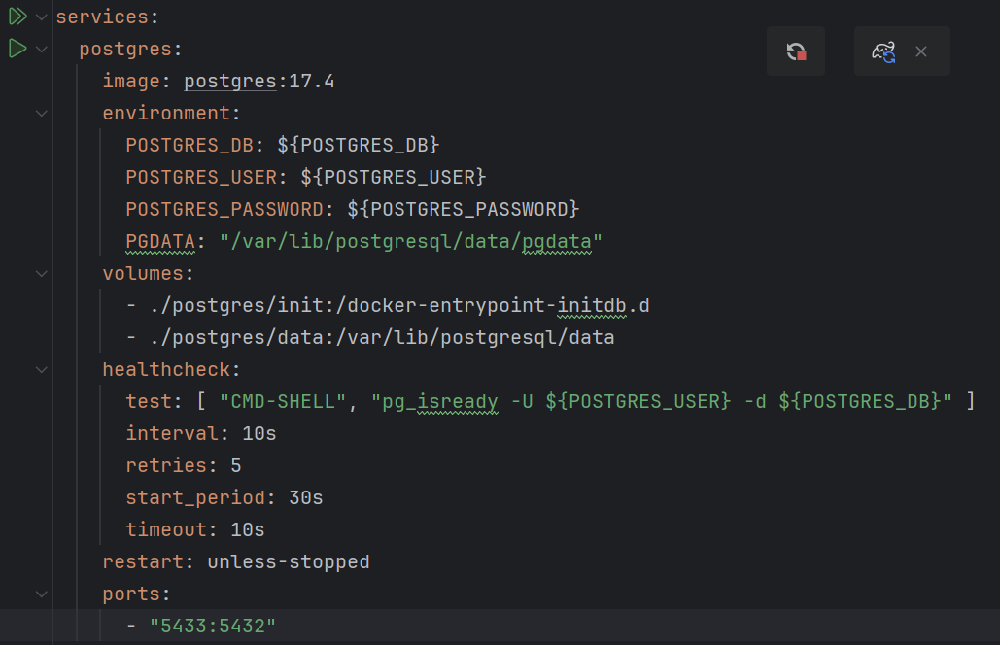 services:
  postgres:
    image: postgres:17.4
    environment:
      POSTGRES_DB: ${POSTGRES_DB}
      POSTGRES_USER: ${POSTGRES_USER}
      POSTGRES_PASSWORD: ${POSTGRES_PASSWORD}
      PGDATA: "/var/lib/postgresql/data/pgdata"
    volumes:
      - ./postgres/init:/docker-entrypoint-initdb.d
      - ./postgres/data:/var/lib/postgresql/data
    healthcheck:
      test: [ "CMD-SHELL", "pg_isready -U ${POSTGRES_USER} -d ${POSTGRES_DB}" ]
      interval: 10s
      retries: 5
      start_period: 30s
      timeout: 10s
    restart: unless-stopped
    ports:
      - "5433:5432"